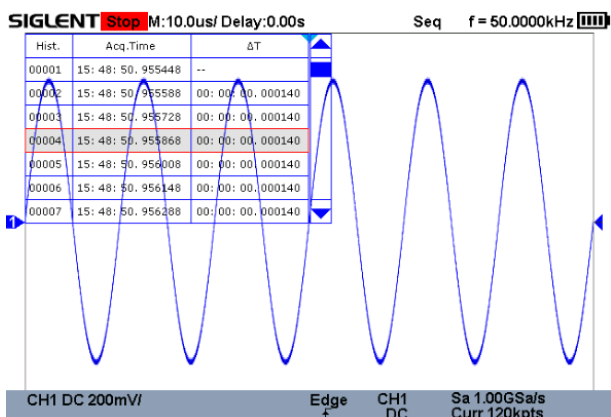 SIGLENT Stop M:10.0us/ Delay:0.00s Seq f = 50.0000kHz
Hist. Acq.Time ΔT
00001 15: 48: 50. 955448 --
00002 15: 48: 50. 955588 00: 00: 00. 000140
00003 15: 48: 50. 955728 00: 00: 00. 000140
00004 15: 48: 50. 955868 00: 00: 00. 000140
00005 15: 48: 50. 956008 00: 00: 00. 000140
00006 15: 48: 50. 956148 00: 00: 00. 000140
00007 15: 48: 50. 956288 00: 00: 00. 000140
1
CH1 DC 200mV/ Edge CH1 Sa 1.00GSa/s
DC Curr 120kpts